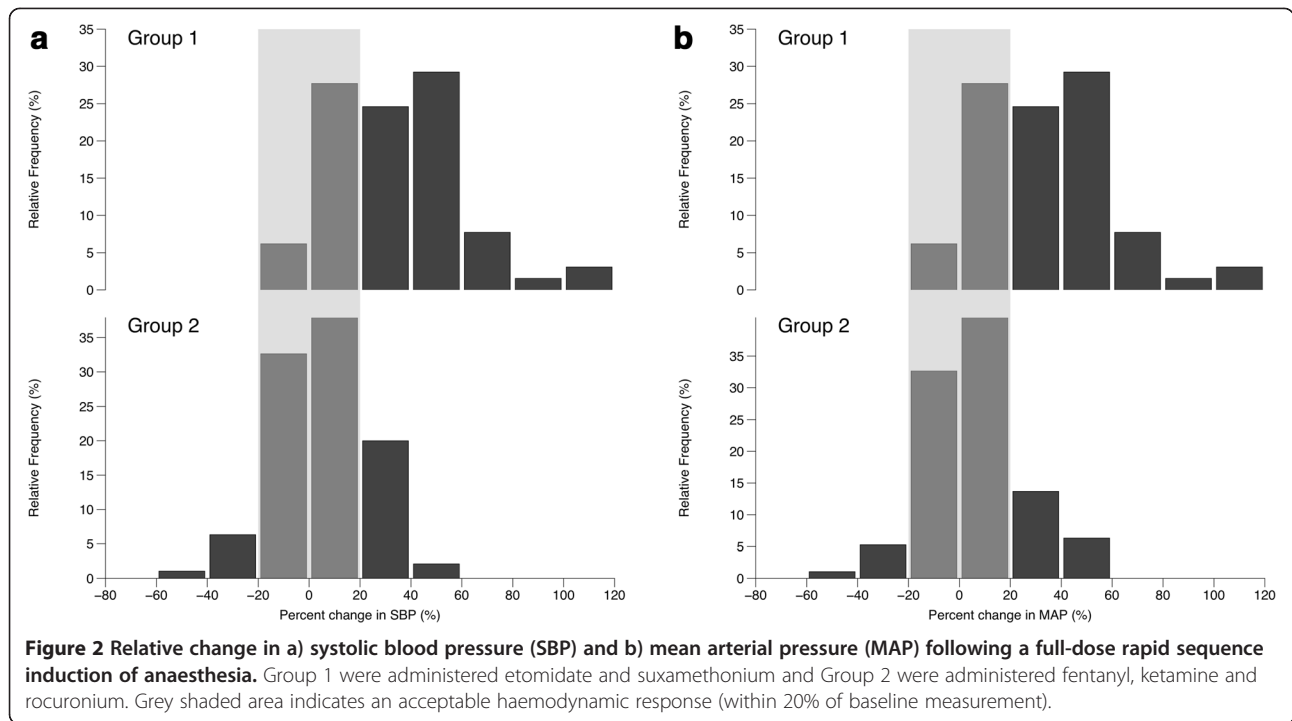 a
Group 1
Relative Frequency (%)
35
30
25
20
15
10
5
0
Group 2
Relative Frequency (%)
35
30
25
20
15
10
5
0
−80 −60 −40 −20 0 20 40 60 80 100 120
Percent change in SBP (%)
b
Group 1
Relative Frequency (%)
35
30
25
20
15
10
5
0
Group 2
Relative Frequency (%)
35
30
25
20
15
10
5
0
−80 −60 −40 −20 0 20 40 60 80 100 120
Percent change in MAP (%)
Figure 2 Relative change in a) systolic blood pressure (SBP) and b) mean arterial pressure (MAP) following a full-dose rapid sequence
induction of anaesthesia. Group 1 were administered etomidate and suxamethonium and Group 2 were administered fentanyl, ketamine and
rocuronium. Grey shaded area indicates an acceptable haemodynamic response (within 20% of baseline measurement).